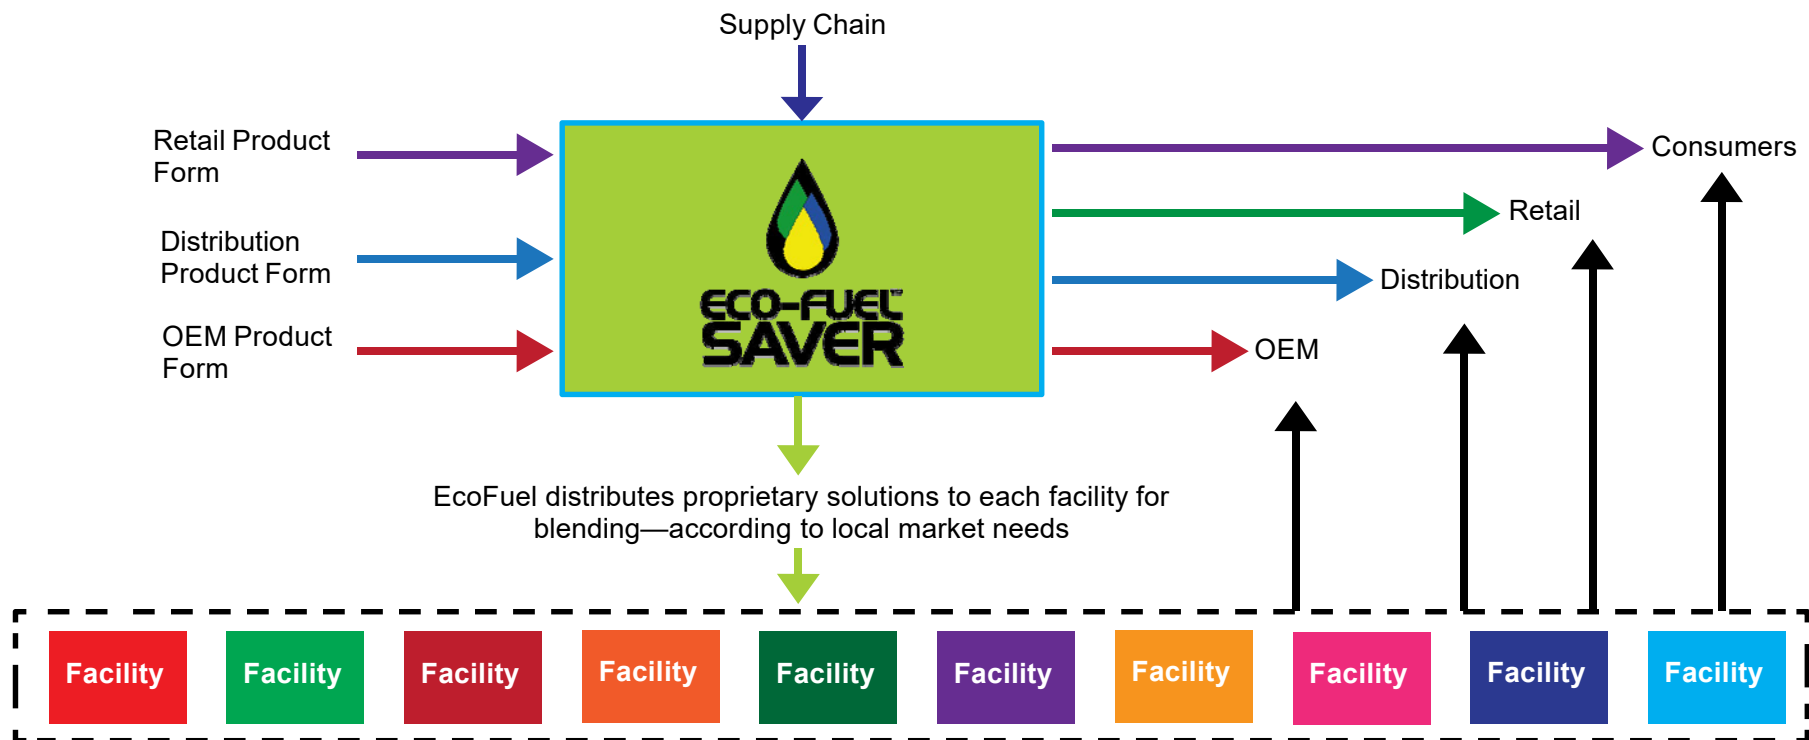 Supply Chain
Retail Product
Form
Consumers
Retail
Distribution
Product Form
Distribution
OEM Product
Form
OEM
ECO-FUEL™
SAVER
EcoFuel distributes proprietary solutions to each facility for
blending—according to local market needs
Facility
Facility
Facility
Facility
Facility
Facility
Facility
Facility
Facility
Facility